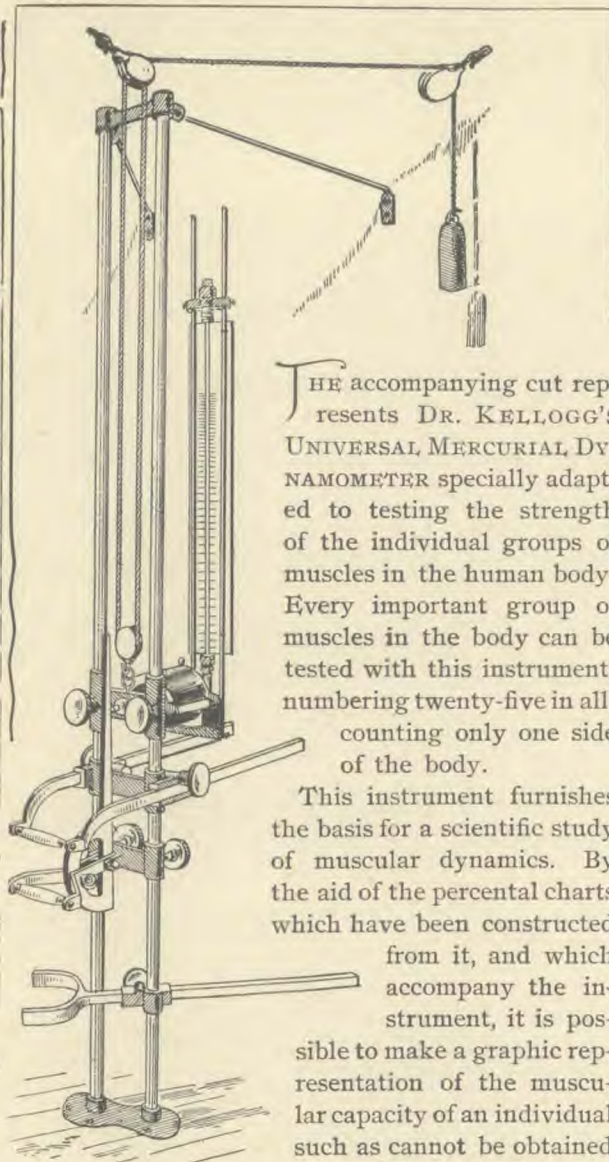 THE accompanying cut rep
resents DR. KELLOGG'S
UNIVERSAL MERCURIAL DY
NAMOMETER specially adapt
ed to testing the strength
of the individual groups o
muscles in the human body
Every important group o
muscles in the body can be
tested with this instrument
numbering twenty-five in all
counting only one side
of the body.
This instrument furnishes
the basis for a scientific study
of muscular dynamics. By
the aid of the percental charts
which have been constructed
from it, and which
accompany the in-
strument, it is pos-
sible to make a graphic rep-
resentation of the muscu-
lar capacity of an individual
such as cannot be obtained